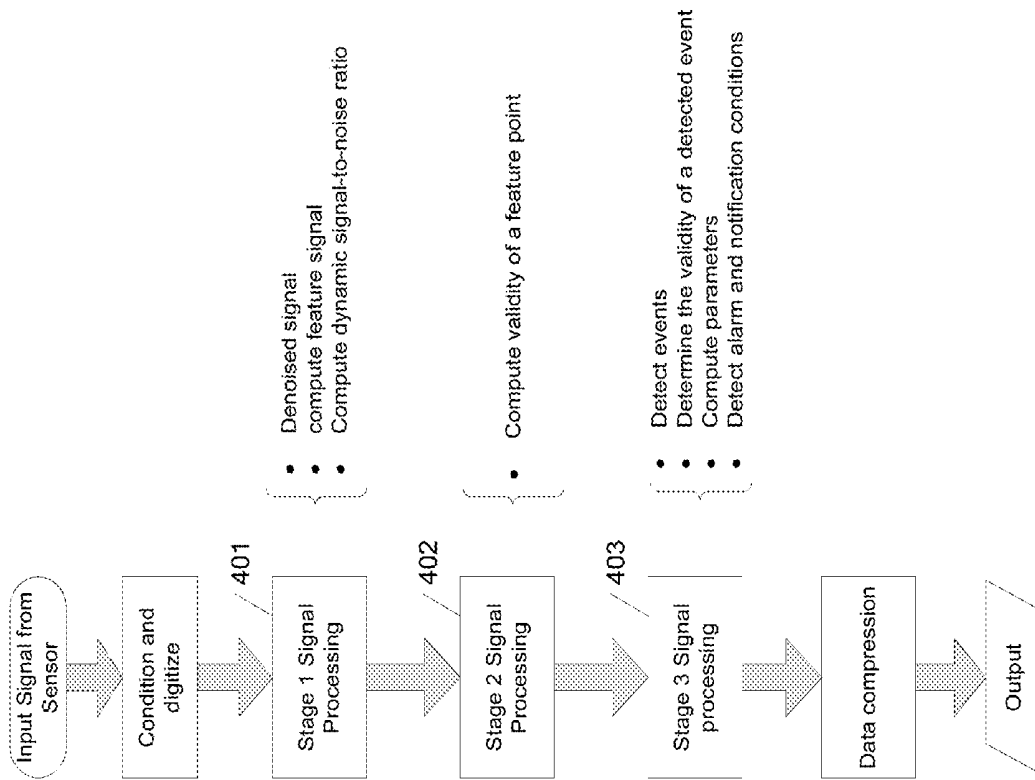 Input Signal from
Sensor
Condition and
digitize
401
Stage 1 Signal
Processing
• Denoised signal
• compute feature signal
• Compute dynamic signal-to-noise ratio
402
Stage 2 Signal
Processing
• Compute validity of a feature point
403
Stage 3 Signal
processing
• Detect events
• Determine the validity of a detected event
• Compute parameters
• Detect alarm and notification conditions
Data compression
Output